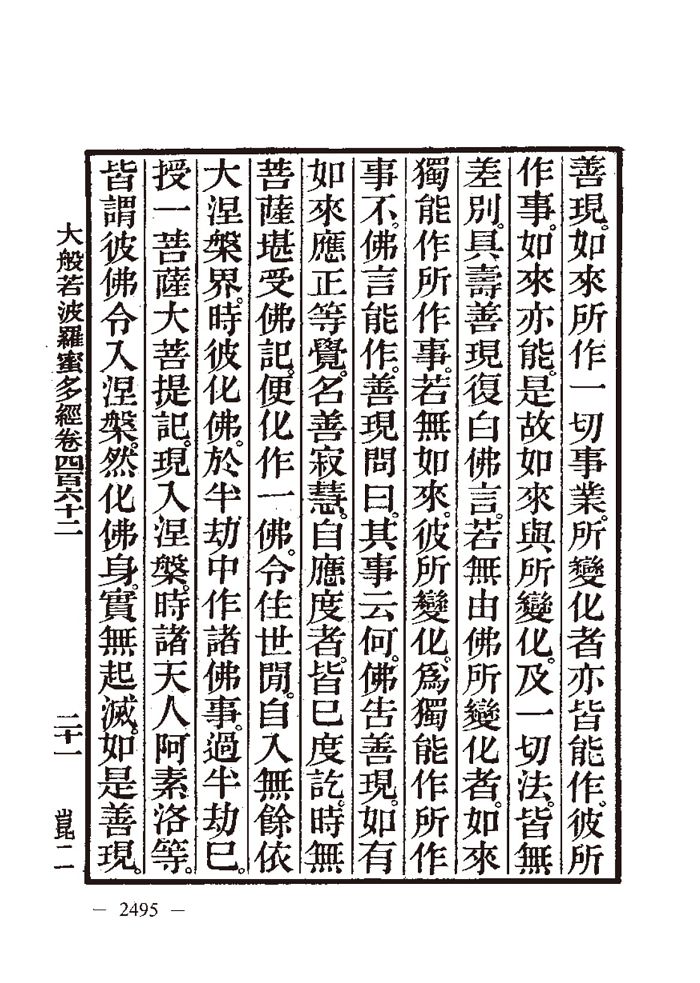 善現。如來所作一切事業。所變化者亦皆能作。彼所
作事。如來亦能。是故如來與所變化。及一切法。皆無
差別。具壽善現復白佛言。若無由佛所變化者。如來
獨能作所作事。若無如來。彼所變化。爲獨能作所作
事不。佛言能作。善現問曰。其事云何。佛告善現。如有
如來應正等覺。名善寂慧。自應度者。皆已度訖。時無
菩薩堪受佛記。便化作一佛。令住世閒。自入無餘依
大涅槃界。時彼化佛。於半劫中作諸佛事。過半劫已。
授一菩薩大菩提記。現入涅槃。時諸天人阿素洛等。
皆謂彼佛令入涅槃。然化佛身。實無起滅。如是善現。
大般若波羅蜜多經卷四百六十二 二十一 崑二
— 2495 —